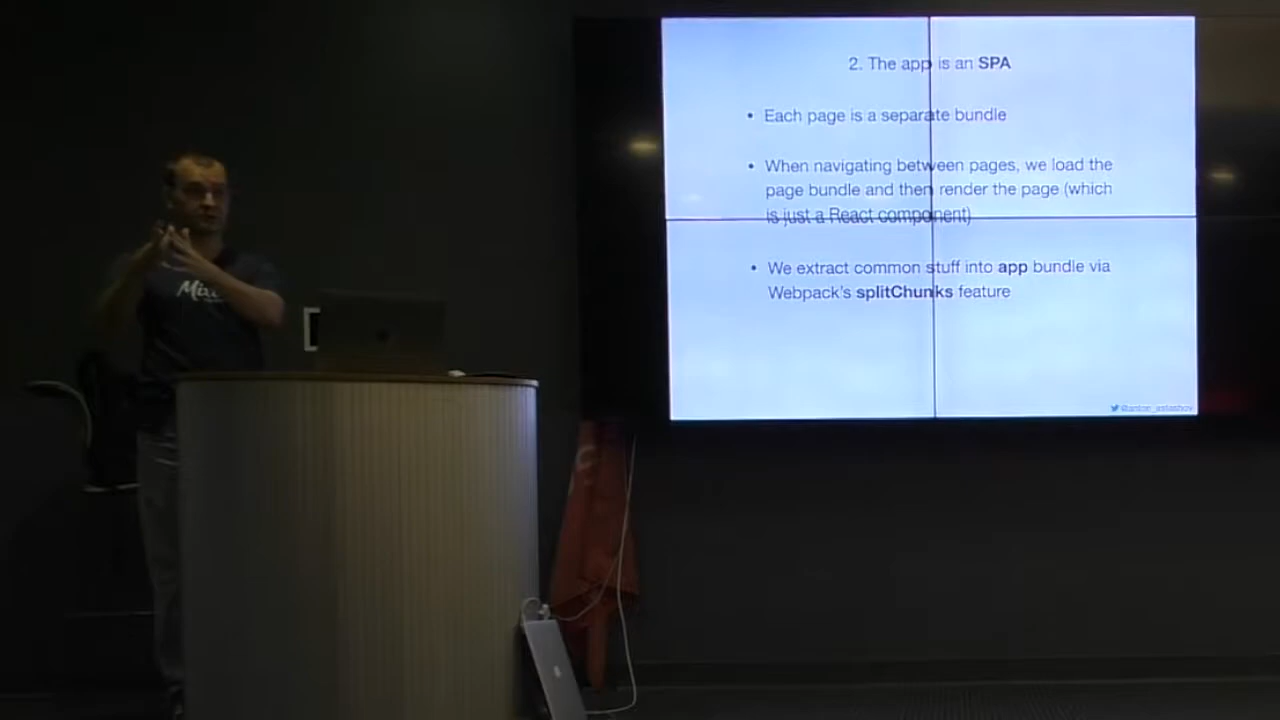 2. The app is an SPA
• Each page is a separate bundle
• When navigating between pages, we load the
page bundle and then render the page (which
is just a React component)
• We extract common stuff into app bundle via
Webpack's splitChunks feature